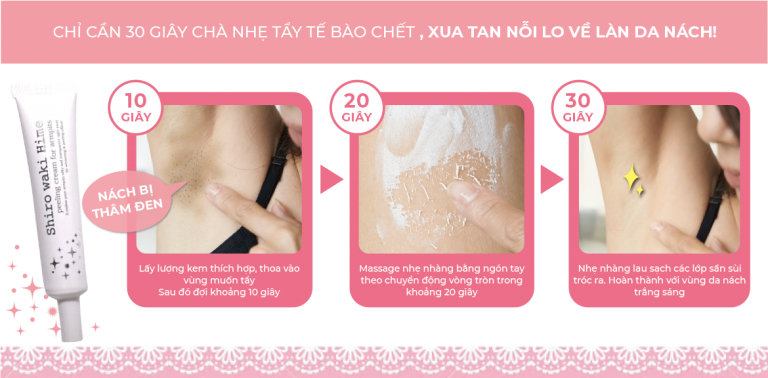 CHỈ CẦN 30 GIÂY CHÀ NHẸ TẨY TẾ BÀO CHẾT , XUA TAN NỖI LO VỀ LÀN DA NÁCH!
Shiro waki Hime
peeling cream for armpits
10
GIÂY
NÁCH BỊ
THÂM ĐEN
Lấy lượng kem thích hợp, thoa vào
vùng muốn tẩy
Sau đó đợi khoảng 10 giây
20
GIÂY
Massage nhẹ nhàng bằng ngón tay
theo chuyển động vòng tròn trong
khoảng 20 giây
30
GIÂY
Nhẹ nhàng lau sạch các lớp sần sùi
tróc ra. Hoàn thành với vùng da nách
trắng sáng